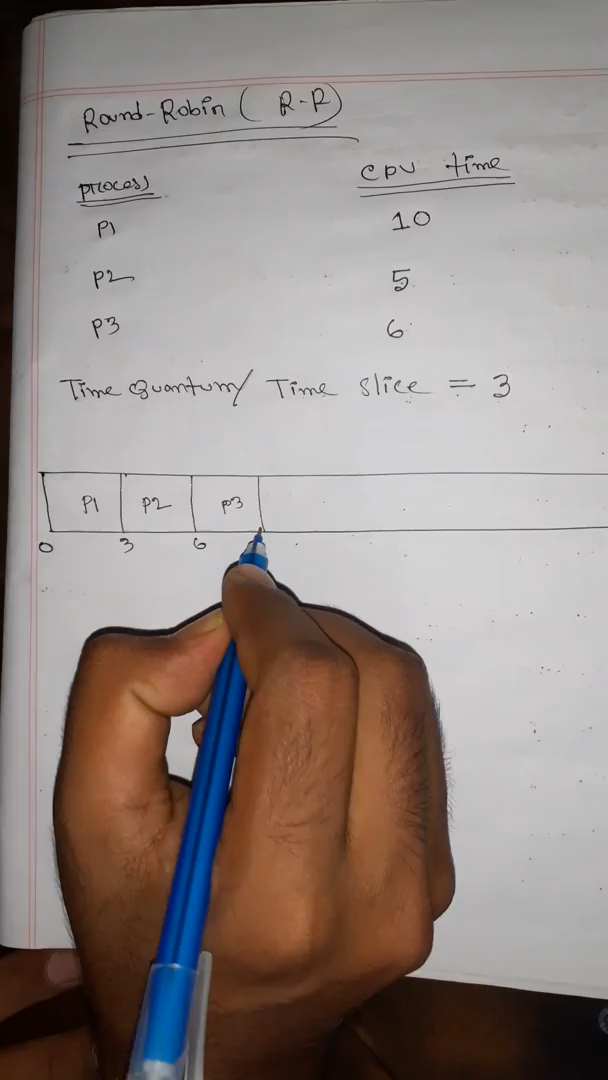 Round-Robin ( R-R)
process CPU time
P1 10
P2 5
P3 6
Time Quantum/ Time slice = 3
P1 P2 P3
0 3 6